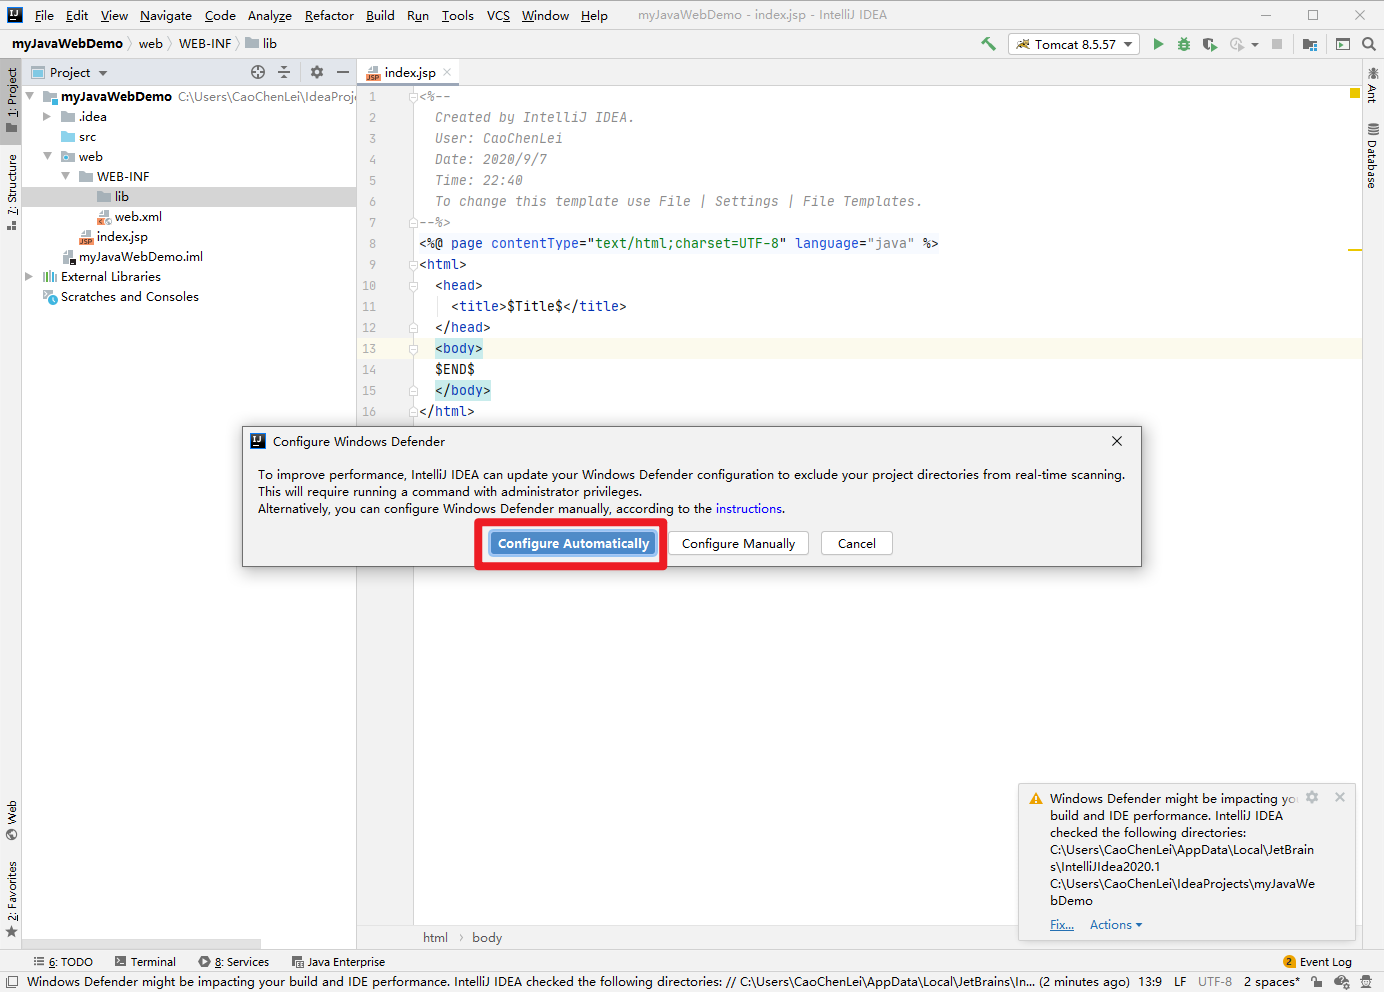 File Edit View Navigate Code Analyze Refactor Build Run Tools VCS Window Help myJavaWebDemo - index.jsp - IntelliJ IDEA
myJavaWebDemo web WEB-INF lib Tomcat 8.5.57
1: Project
7: Structure
Web
2: Favorites
Project
myJavaWebDemo C:\Users\CaoChenLei\IdeaProj
.idea
src
web
WEB-INF
lib
web.xml
index.jsp
myJavaWebDemo.iml
External Libraries
Scratches and Consoles
index.jsp
1 <%--
2 Created by IntelliJ IDEA.
3 User: CaoChenLei
4 Date: 2020/9/7
5 Time: 22:40
6 To change this template use File | Settings | File Templates.
7 --%>
8 <%@ page contentType="text/html;charset=UTF-8" language="java" %>
9 <html>
10 <head>
11 <title>$Title$</title>
12 </head>
13 <body>
14 $END$
15 </body>
16 </html>
Ant
Database
Configure Windows Defender
To improve performance, IntelliJ IDEA can update your Windows Defender configuration to exclude your project directories from real-time scanning.
This will require running a command with administrator privileges.
Alternatively, you can configure Windows Defender manually, according to the instructions.
Configure Automatically Configure Manually Cancel
Windows Defender might be impacting yo
build and IDE performance. IntelliJ IDEA
checked the following directories:
C:\Users\CaoChenLei\AppData\Local\JetBrain
s\IntelliJIdea2020.1
C:\Users\CaoChenLei\IdeaProjects\myJavaWe
bDemo
Fix... Actions
html body
6: TODO Terminal 8: Services Java Enterprise 2 Event Log
Windows Defender might be impacting your build and IDE performance. IntelliJ IDEA checked the following directories: // C:\Users\CaoChenLei\AppData\Local\JetBrains\In... (2 minutes ago) 13:9 LF UTF-8 2 spaces*